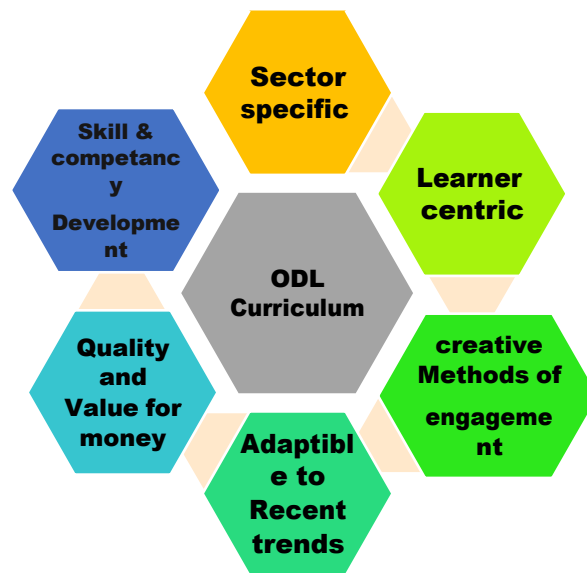 Sector
specific
Learner
centric
creative
Methods of
engageme
nt
Adaptibl
e to
Recent
trends
Quality
and
Value for
money
Skill &
competanc
y
Developme
nt
ODL
Curriculum